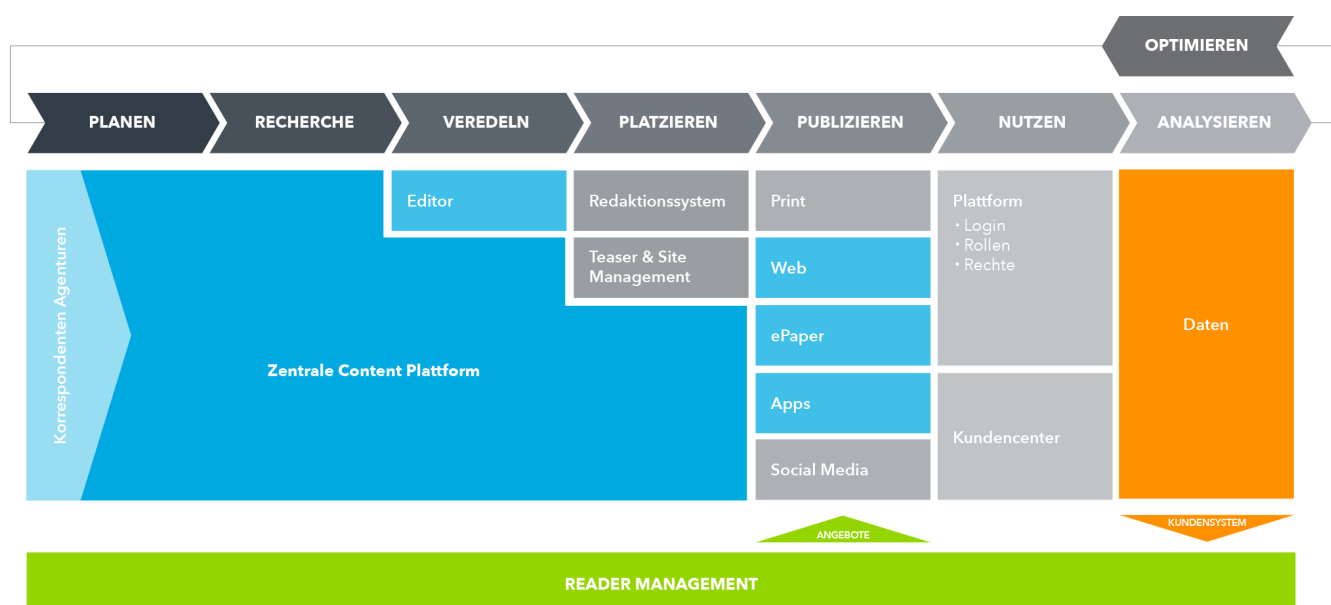 OPTIMIEREN
PLANEN
RECHERCHE
VEREDELN
PLATZIEREN
PUBLIZIEREN
NUTZEN
ANALYSIEREN
Korrespondenten Agenturen
Zentrale Content Plattform
Editor
Redaktionssystem
Teaser & Site
Management
Print
Web
ePaper
Apps
Social Media
Plattform
• Login
• Rollen
• Rechte
Kundencenter
Daten
ANGEBOTE
KUNDENSYSTEM
READER MANAGEMENT